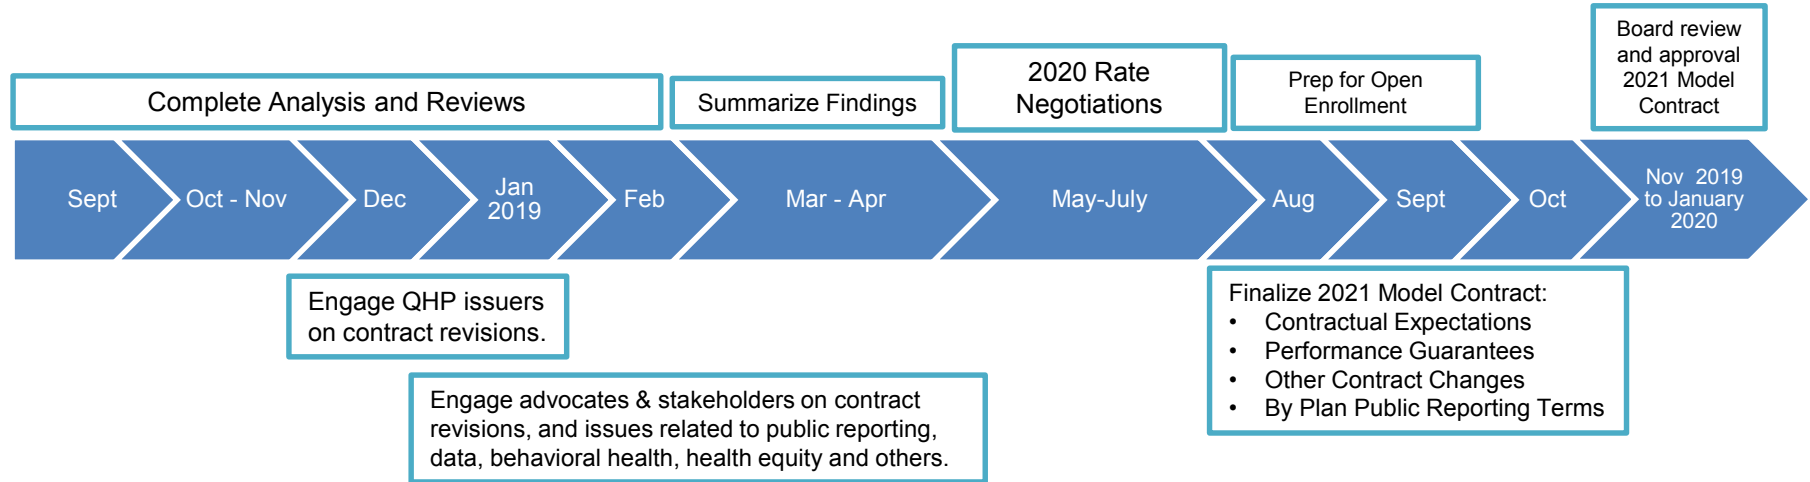 Board review
and approval
2021 Model
Contract
Complete Analysis and Reviews
Summarize Findings
2020 Rate
Negotiations
Prep for Open
Enrollment
Sept
Oct - Nov
Dec
Jan
2019
Feb
Mar - Apr
May-July
Aug
Sept
Oct
Nov 2019
to January
2020
Engage QHP issuers
on contract revisions.
Engage advocates & stakeholders on contract
revisions, and issues related to public reporting,
data, behavioral health, health equity and others.
Finalize 2021 Model Contract:
• Contractual Expectations
• Performance Guarantees
• Other Contract Changes
• By Plan Public Reporting Terms